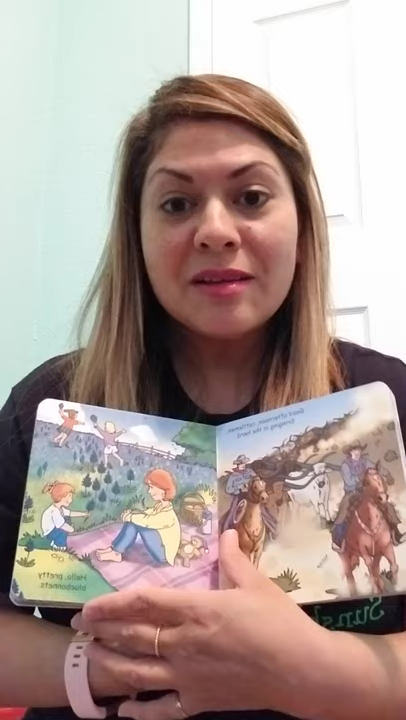 Good afternoon, cattlemen,
bringing in the herd.
Hello, pretty
bluebonnets.